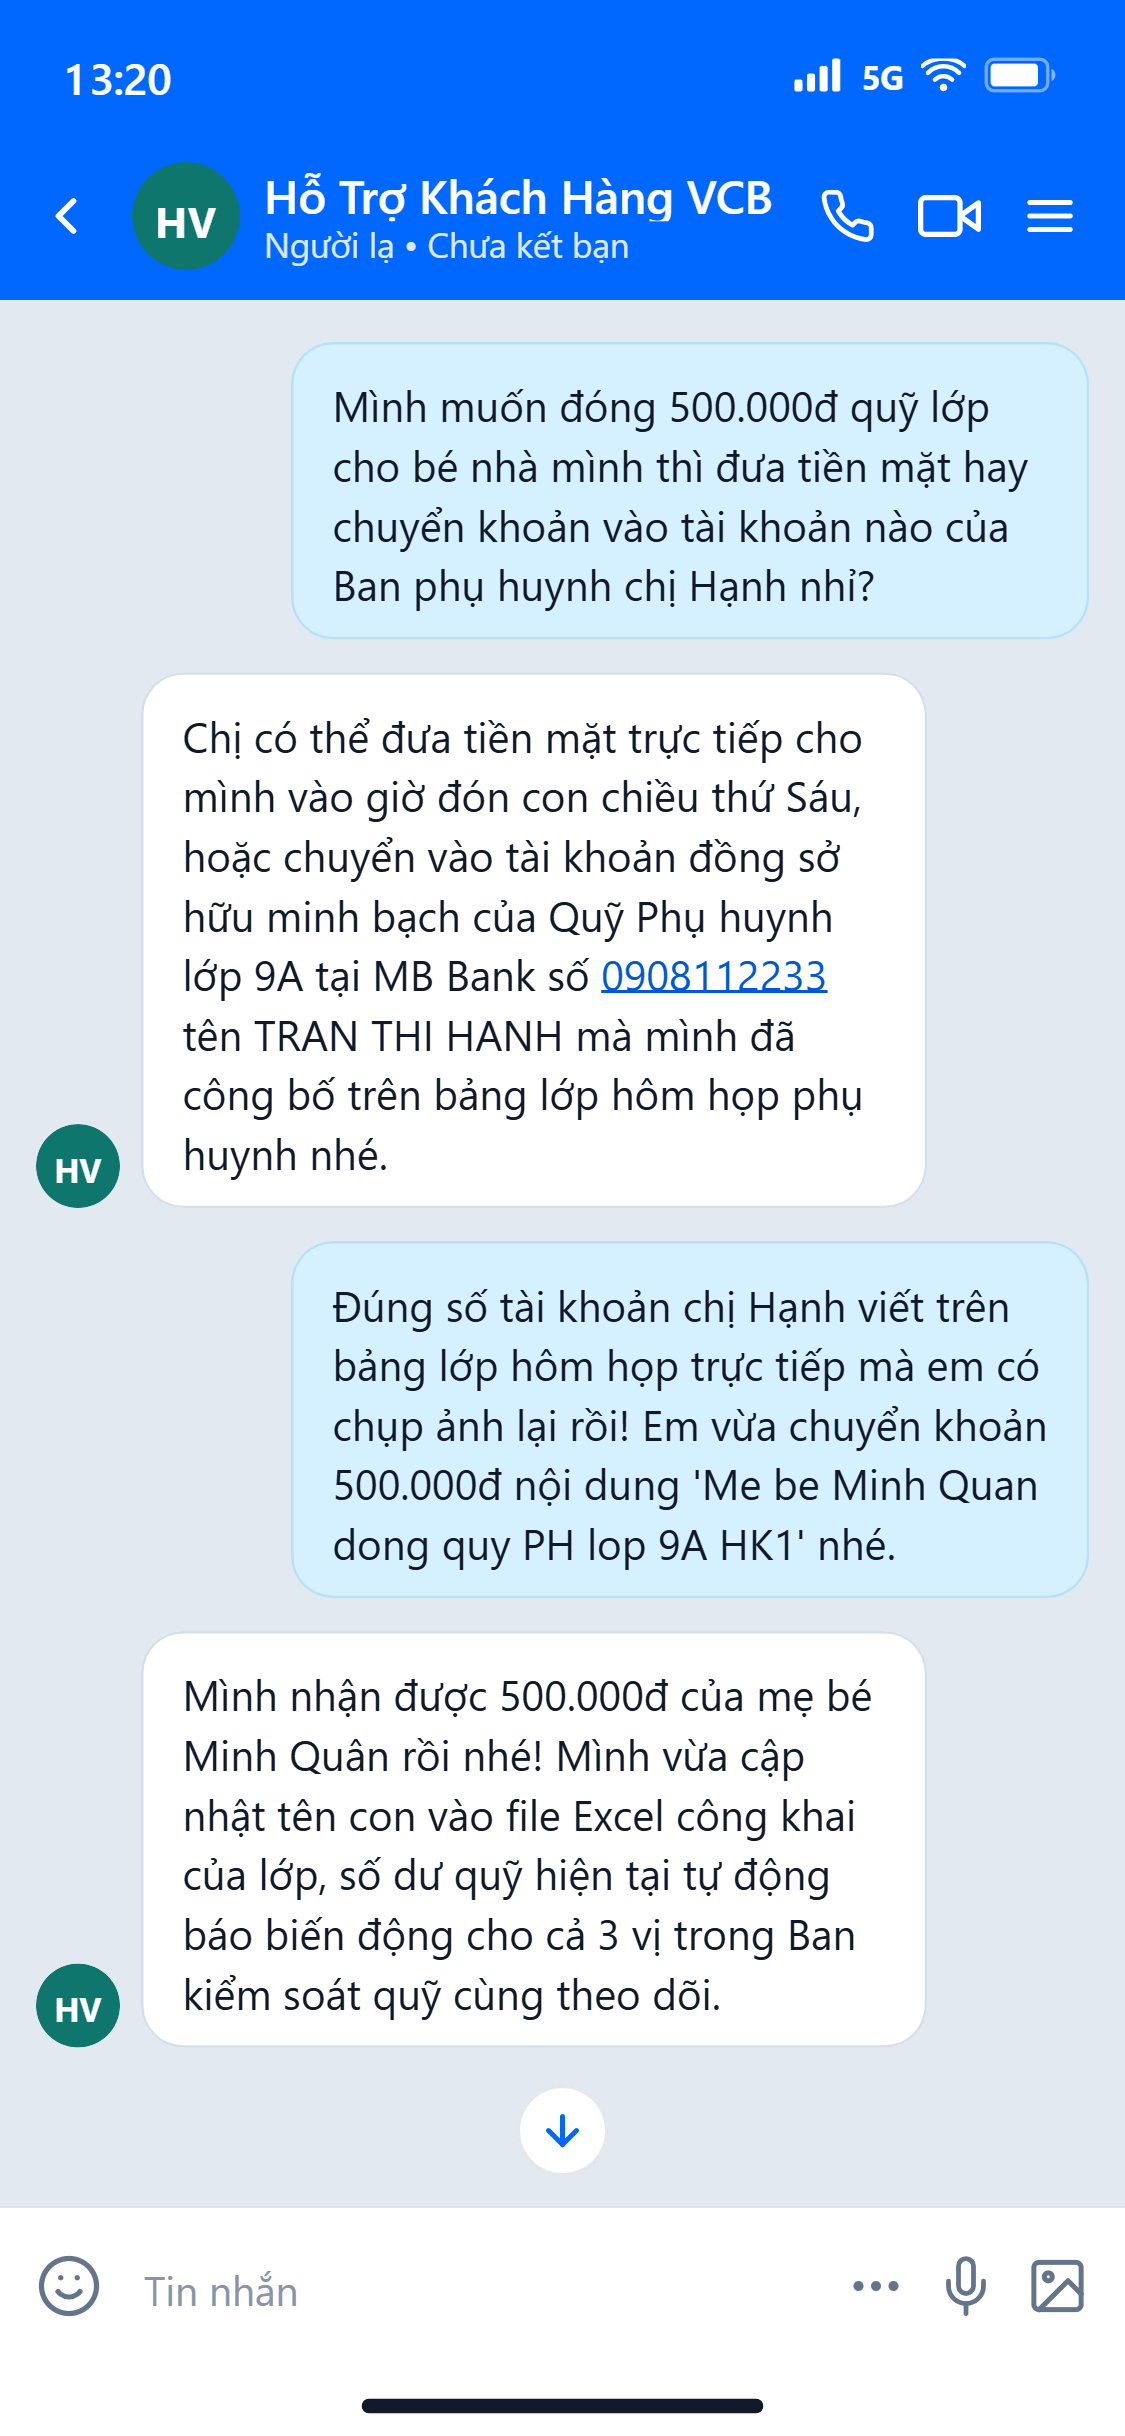 13:20
5G
HV
Hỗ Trợ Khách Hàng VCB
Người lạ • Chưa kết bạn
Mình muốn đóng 500.000đ quỹ lớp
cho bé nhà mình thì đưa tiền mặt hay
chuyển khoản vào tài khoản nào của
Ban phụ huynh chị Hạnh nhỉ?
Chị có thể đưa tiền mặt trực tiếp cho
mình vào giờ đón con chiều thứ Sáu,
hoặc chuyển vào tài khoản đồng sở
hữu minh bạch của Quỹ Phụ huynh
lớp 9A tại MB Bank số 0908112233
tên TRAN THI HANH mà mình đã
công bố trên bảng lớp hôm họp phụ
huynh nhé.
HV
Đúng số tài khoản chị Hạnh viết trên
bảng lớp hôm họp trực tiếp mà em có
chụp ảnh lại rồi! Em vừa chuyển khoản
500.000đ nội dung 'Me be Minh Quan
dong quy PH lop 9A HK1' nhé.
Mình nhận được 500.000đ của mẹ bé
Minh Quân rồi nhé! Mình vừa cập
nhật tên con vào file Excel công khai
của lớp, số dư quỹ hiện tại tự động
báo biến động cho cả 3 vị trong Ban
kiểm soát quỹ cùng theo dõi.
HV
Tin nhắn